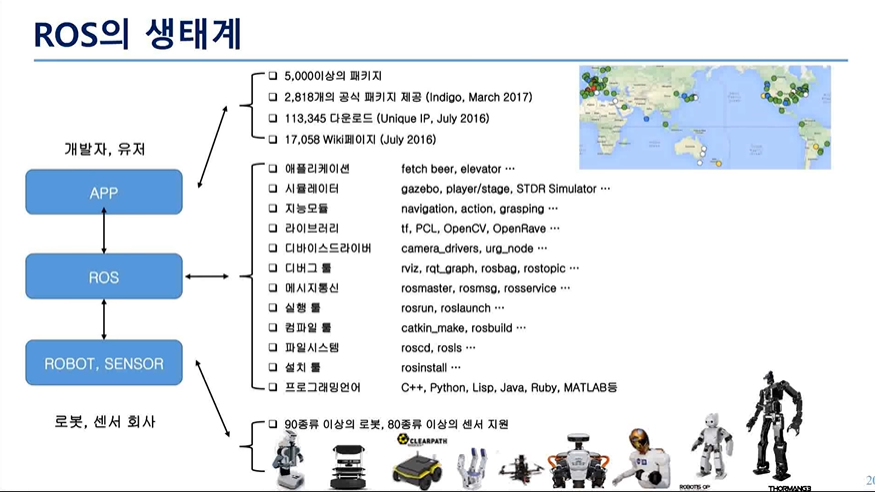 ROS의 생태계
❑ 5,000이상의 패키지
❑ 2,818개의 공식 패키지 제공 (Indigo, March 2017)
❑ 113,345 다운로드 (Unique IP, July 2016)
❑ 17,058 Wiki페이지 (July 2016)
개발자, 유저
APP
ROS
ROBOT, SENSOR
로봇, 센서 회사
❑ 애플리케이션 fetch beer, elevator …
❑ 시뮬레이터 gazebo, player/stage, STDR Simulator …
❑ 지능모듈 navigation, action, grasping …
❑ 라이브러리 tf, PCL, OpenCV, OpenRave …
❑ 디바이스드라이버 camera_drivers, urg_node …
❑ 디버그 툴 rviz, rqt_graph, rosbag, rostopic …
❑ 메시지통신 rosmaster, rosmsg, rosservice …
❑ 실행 툴 rosrun, roslaunch …
❑ 컴파일 툴 catkin_make, rosbuild …
❑ 파일시스템 roscd, rosls …
❑ 설치 툴 rosinstall …
❑ 프로그래밍언어 C++, Python, Lisp, Java, Ruby, MATLAB등
❑ 90종류 이상의 로봇, 80종류 이상의 센서 지원
CLEARPATH
ROBOTIS OP
THORMANG3